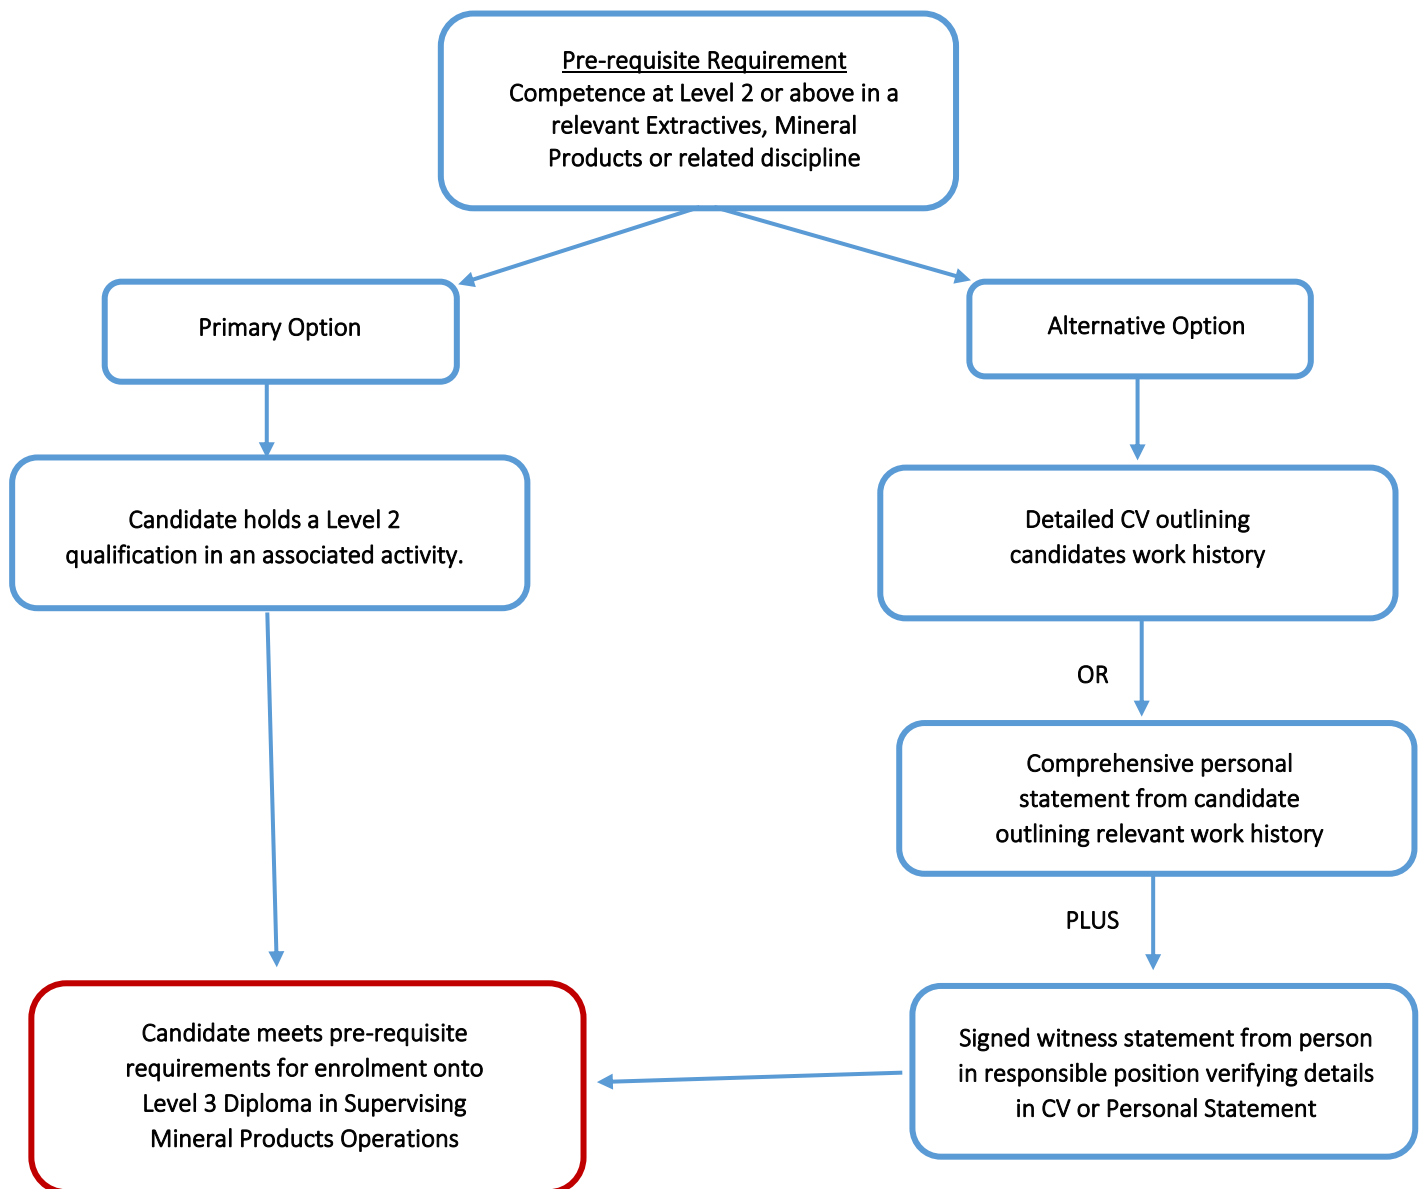 Pre-requisite Requirement
Competence at Level 2 or above in a
relevant Extractives, Mineral
Products or related discipline
Primary Option
Alternative Option
Candidate holds a Level 2
qualification in an associated activity.
Detailed CV outlining
candidates work history
OR
Comprehensive personal
statement from candidate
outlining relevant work history
PLUS
Candidate meets pre-requisite
requirements for enrolment onto
Level 3 Diploma in Supervising
Mineral Products Operations
Signed witness statement from person
in responsible position verifying details
in CV or Personal Statement